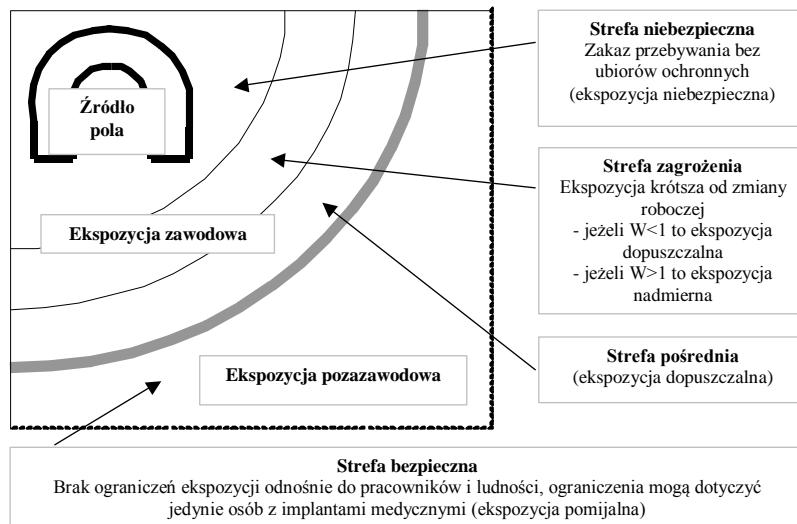 Źródło
pola
Ekspozycja zawodowa
Ekspozycja pozazawodowa
Strefa niebezpieczna
Zakaz przebywania bez
ubiorów ochronnych
(ekspozycja niebezpieczna)
Strefa zagrożenia
Ekspozycja krótsza od zmiany
roboczej
- jeżeli W<1 to ekspozycja
dopuszczalna
- jeżeli W>1 to ekspozycja
nadmierna
Strefa pośrednia
(ekspozycja dopuszczalna)
Strefa bezpieczna
Brak ograniczeń ekspozycji odnośnie do pracowników i ludności, ograniczenia mogą dotyczyć
jedynie osób z implantami medycznymi (ekspozycja pomijalna)